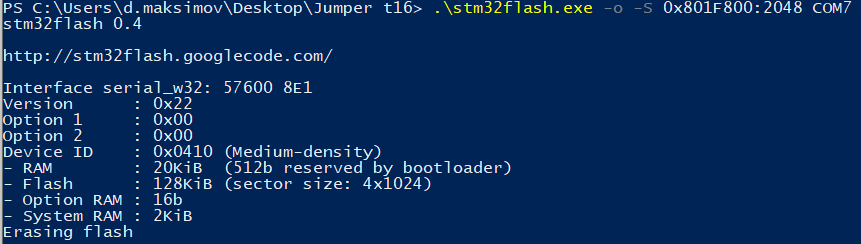 PS C:\Users\d.maksimov\Desktop\Jumper t16> .\stm32flash.exe -o -S 0x801F800:2048 COM7
stm32flash 0.4
http://stm32flash.googlecode.com/
Interface serial_w32: 57600 8E1
Version      : 0x22
Option 1     : 0x00
Option 2     : 0x00
Device ID    : 0x0410 (Medium-density)
- RAM        : 20KiB  (512b reserved by bootloader)
- Flash      : 128KiB (sector size: 4x1024)
- Option RAM : 16b
- System RAM : 2KiB
Erasing flash